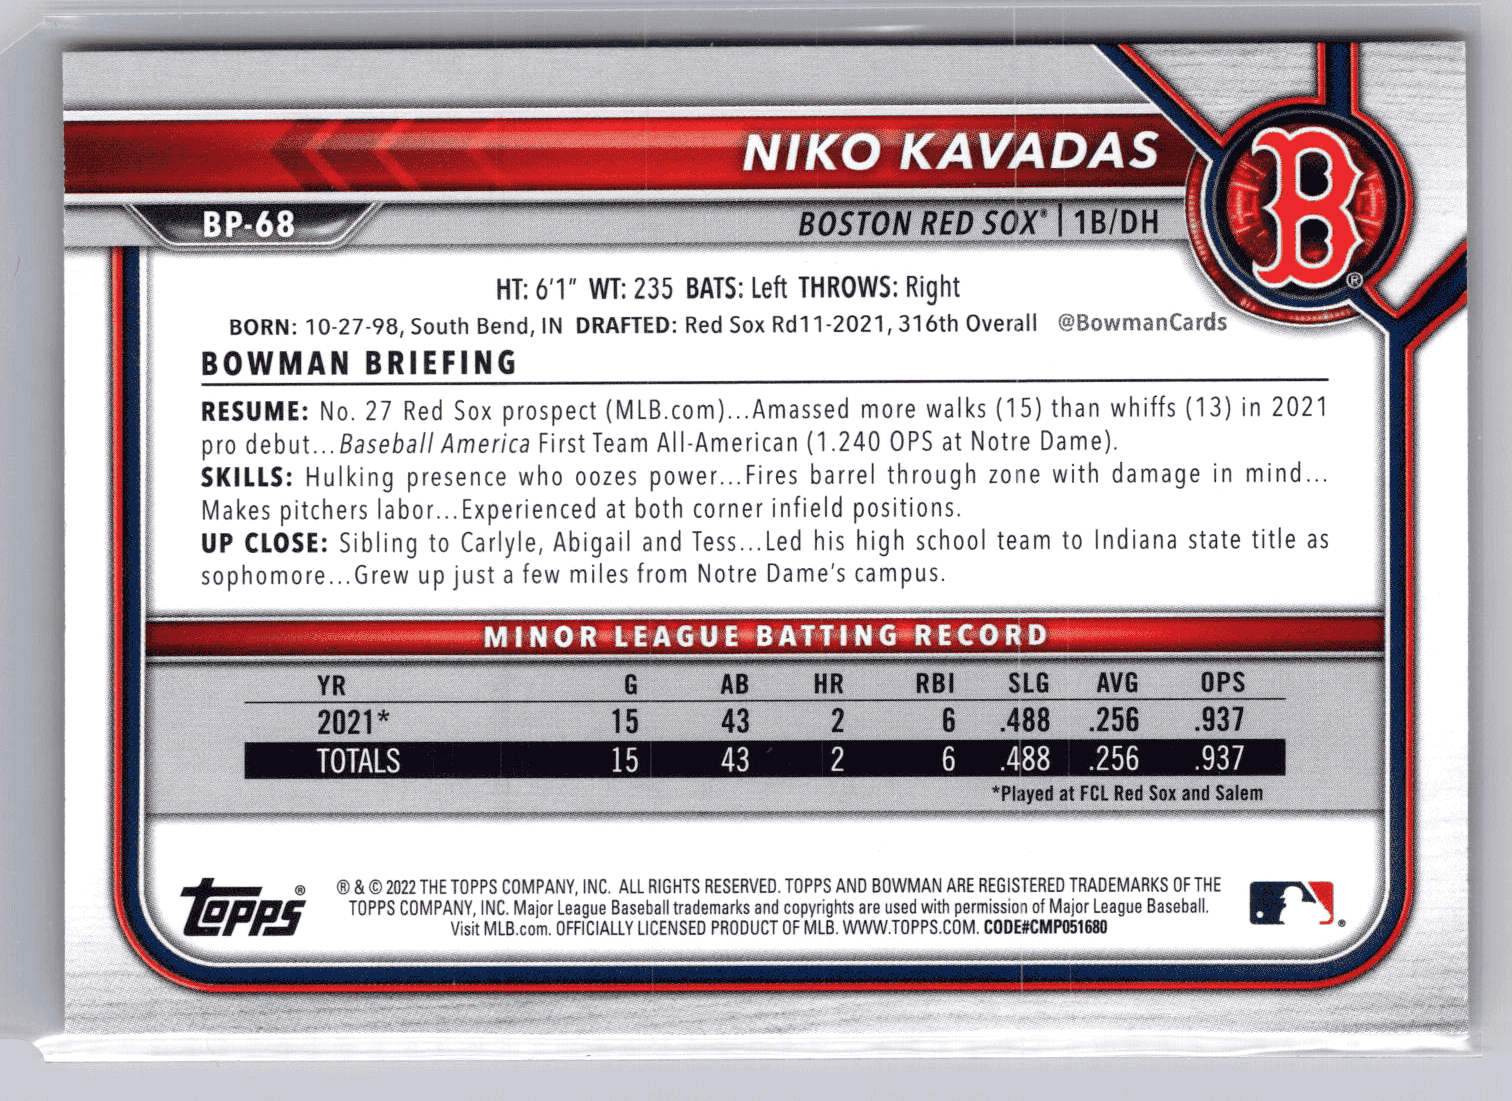 NIKO KAVADAS
B
®
BP-68
BOSTON RED SOX® | 1B/DH
HT: 6'1" WT: 235 BATS: Left THROWS: Right
BORN: 10-27-98, South Bend, IN DRAFTED: Red Sox Rd11-2021, 316th Overall @BowmanCards
BOWMAN BRIEFING
RESUME: No. 27 Red Sox prospect (MLB.com)...Amassed more walks (15) than whiffs (13) in 2021
pro debut...Baseball America First Team All-American (1.240 OPS at Notre Dame).
SKILLS: Hulking presence who oozes power...Fires barrel through zone with damage in mind...
Makes pitchers labor...Experienced at both corner infield positions.
UP CLOSE: Sibling to Carlyle, Abigail and Tess...Led his high school team to Indiana state title as
sophomore...Grew up just a few miles from Notre Dame's campus.
MINOR LEAGUE BATTING RECORD
YR G AB HR RBI SLG AVG OPS
2021* 15 43 2 6 .488 .256 .937
TOTALS 15 43 2 6 .488 .256 .937
*Played at FCL Red Sox and Salem
Topps®
® & © 2022 THE TOPPS COMPANY, INC. ALL RIGHTS RESERVED. TOPPS AND BOWMAN ARE REGISTERED TRADEMARKS OF THE
TOPPS COMPANY, INC. Major League Baseball trademarks and copyrights are used with permission of Major League Baseball.
Visit MLB.com. OFFICIALLY LICENSED PRODUCT OF MLB. WWW.TOPPS.COM. CODE#CMP051680
®